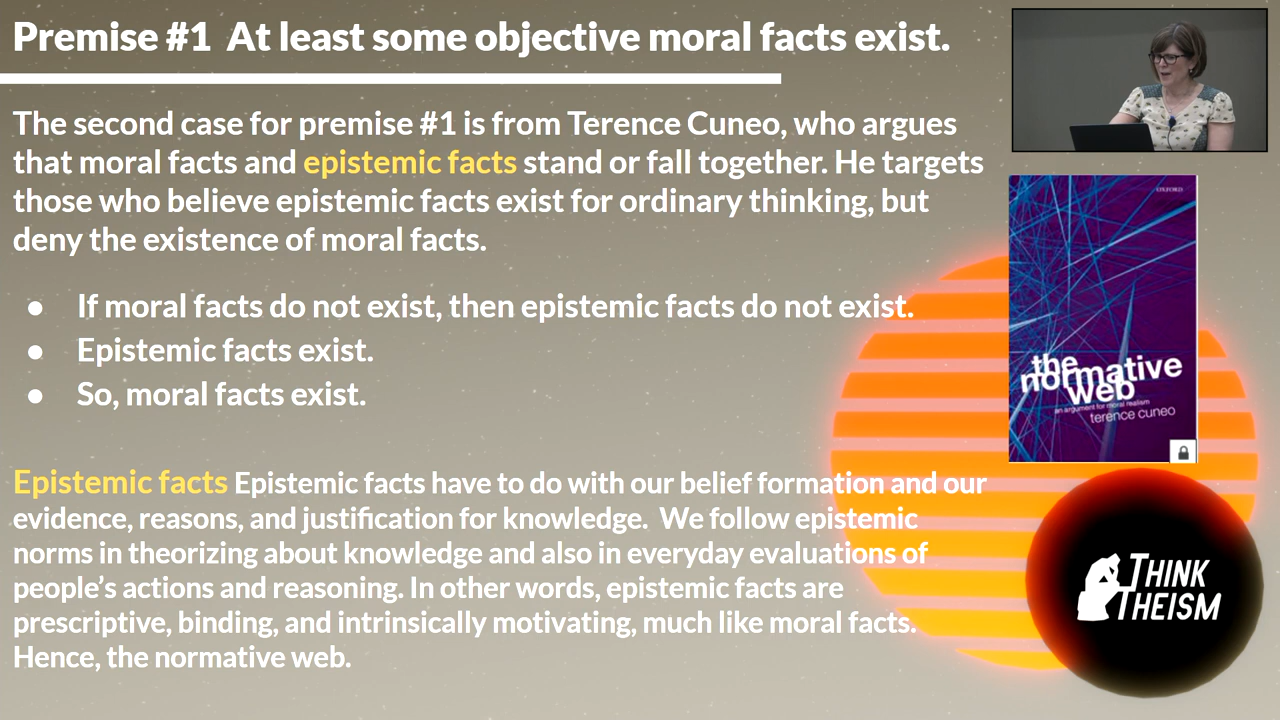 Premise #1 At least some objective moral facts exist.
The second case for premise #1 is from Terence Cuneo, who argues
that moral facts and epistemic facts stand or fall together. He targets
those who believe epistemic facts exist for ordinary thinking, but
deny the existence of moral facts.
● If moral facts do not exist, then epistemic facts do not exist.
● Epistemic facts exist.
● So, moral facts exist.
Epistemic facts Epistemic facts have to do with our belief formation and our
evidence, reasons, and justification for knowledge. We follow epistemic
norms in theorizing about knowledge and also in everyday evaluations of
people's actions and reasoning. In other words, epistemic facts are
prescriptive, binding, and intrinsically motivating, much like moral facts.
Hence, the normative web.
OXFORD
the
normative
web
an argument for moral realism
terence cuneo
THINK
THEISM